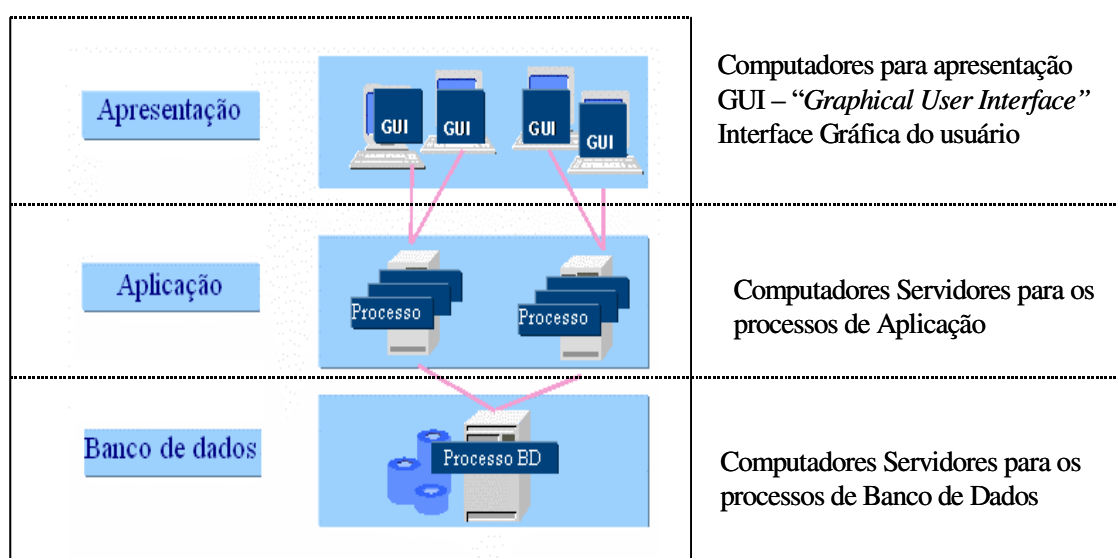 Apresentação
GUI
GUI
GUI
GUI
Computadores para apresentação
GUI – “Graphical User Interface”
Interface Gráfica do usuário
Aplicação
Processo
Processo
Computadores Servidores para os
processos de Aplicação
Banco de dados
Processo BD
Computadores Servidores para os
processos de Banco de Dados